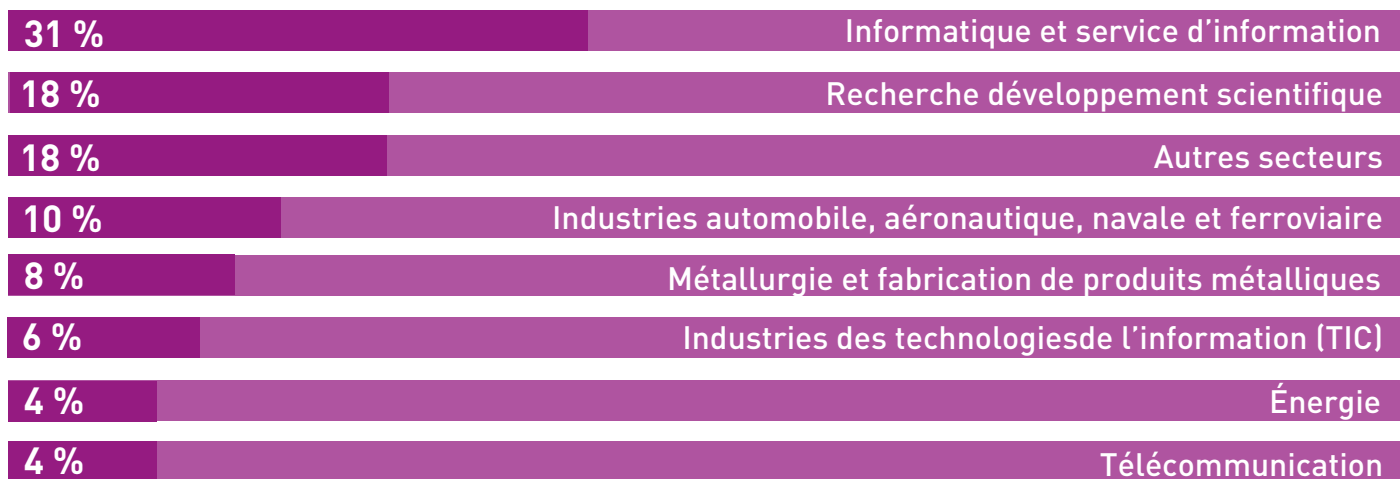 31 % Informatique et service d’information
18 % Recherche développement scientifique
18 % Autres secteurs
10 % Industries automobile, aéronautique, navale et ferroviaire
8 % Métallurgie et fabrication de produits métalliques
6 % Industries des technologiesde l’information (TIC)
4 % Énergie
4 % Télécommunication